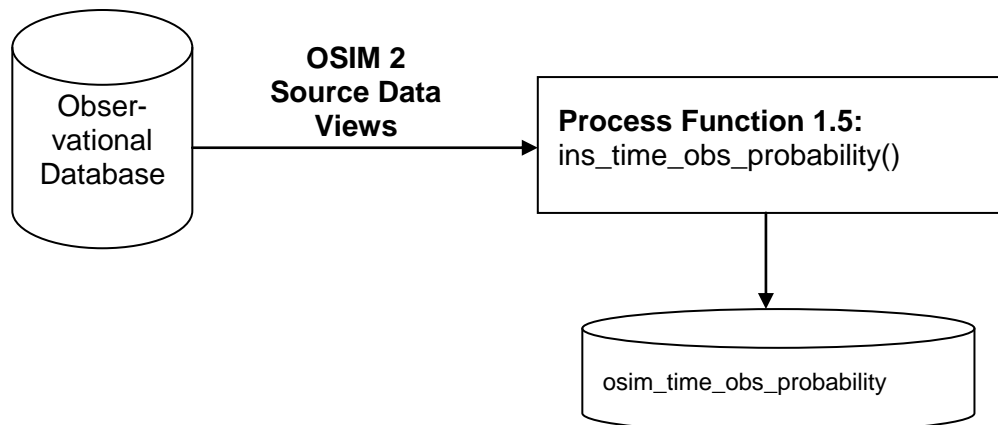 Obser-
vational
Database
OSIM 2
Source Data
Views
Process Function 1.5:
ins_time_obs_probability()
osim_time_obs_probability